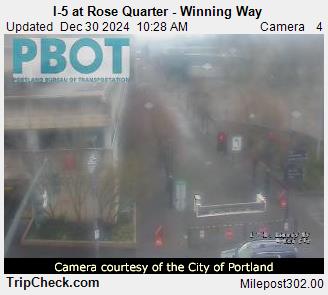 I-5 at Rose Quarter - Winning Way
Updated Dec 30 2024 10:28 AM Camera 4
PBOT
PORTLAND BUREAU OF TRANSPORTATION
Camera courtesy of the City of Portland
TripCheck.com Milepost302.00